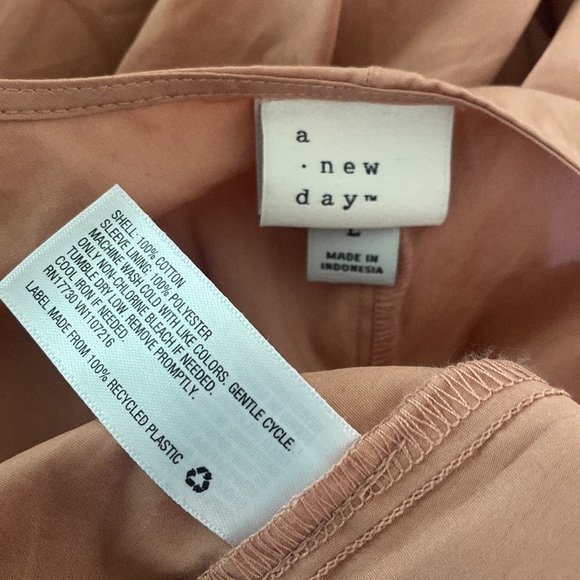 a
· new
day™
L
MADE IN
INDONESIA
SHELL: 100% COTTON
SLEEVE LINING: 100% POLYESTER
MACHINE WASH COLD WITH LIKE COLORS. GENTLE CYCLE.
ONLY NON-CHLORINE BLEACH IF NEEDED.
TUMBLE DRY LOW. REMOVE PROMPTLY.
COOL IRON IF NEEDED.
RN17730 VN1107216
LABEL MADE FROM 100% RECYCLED PLASTIC